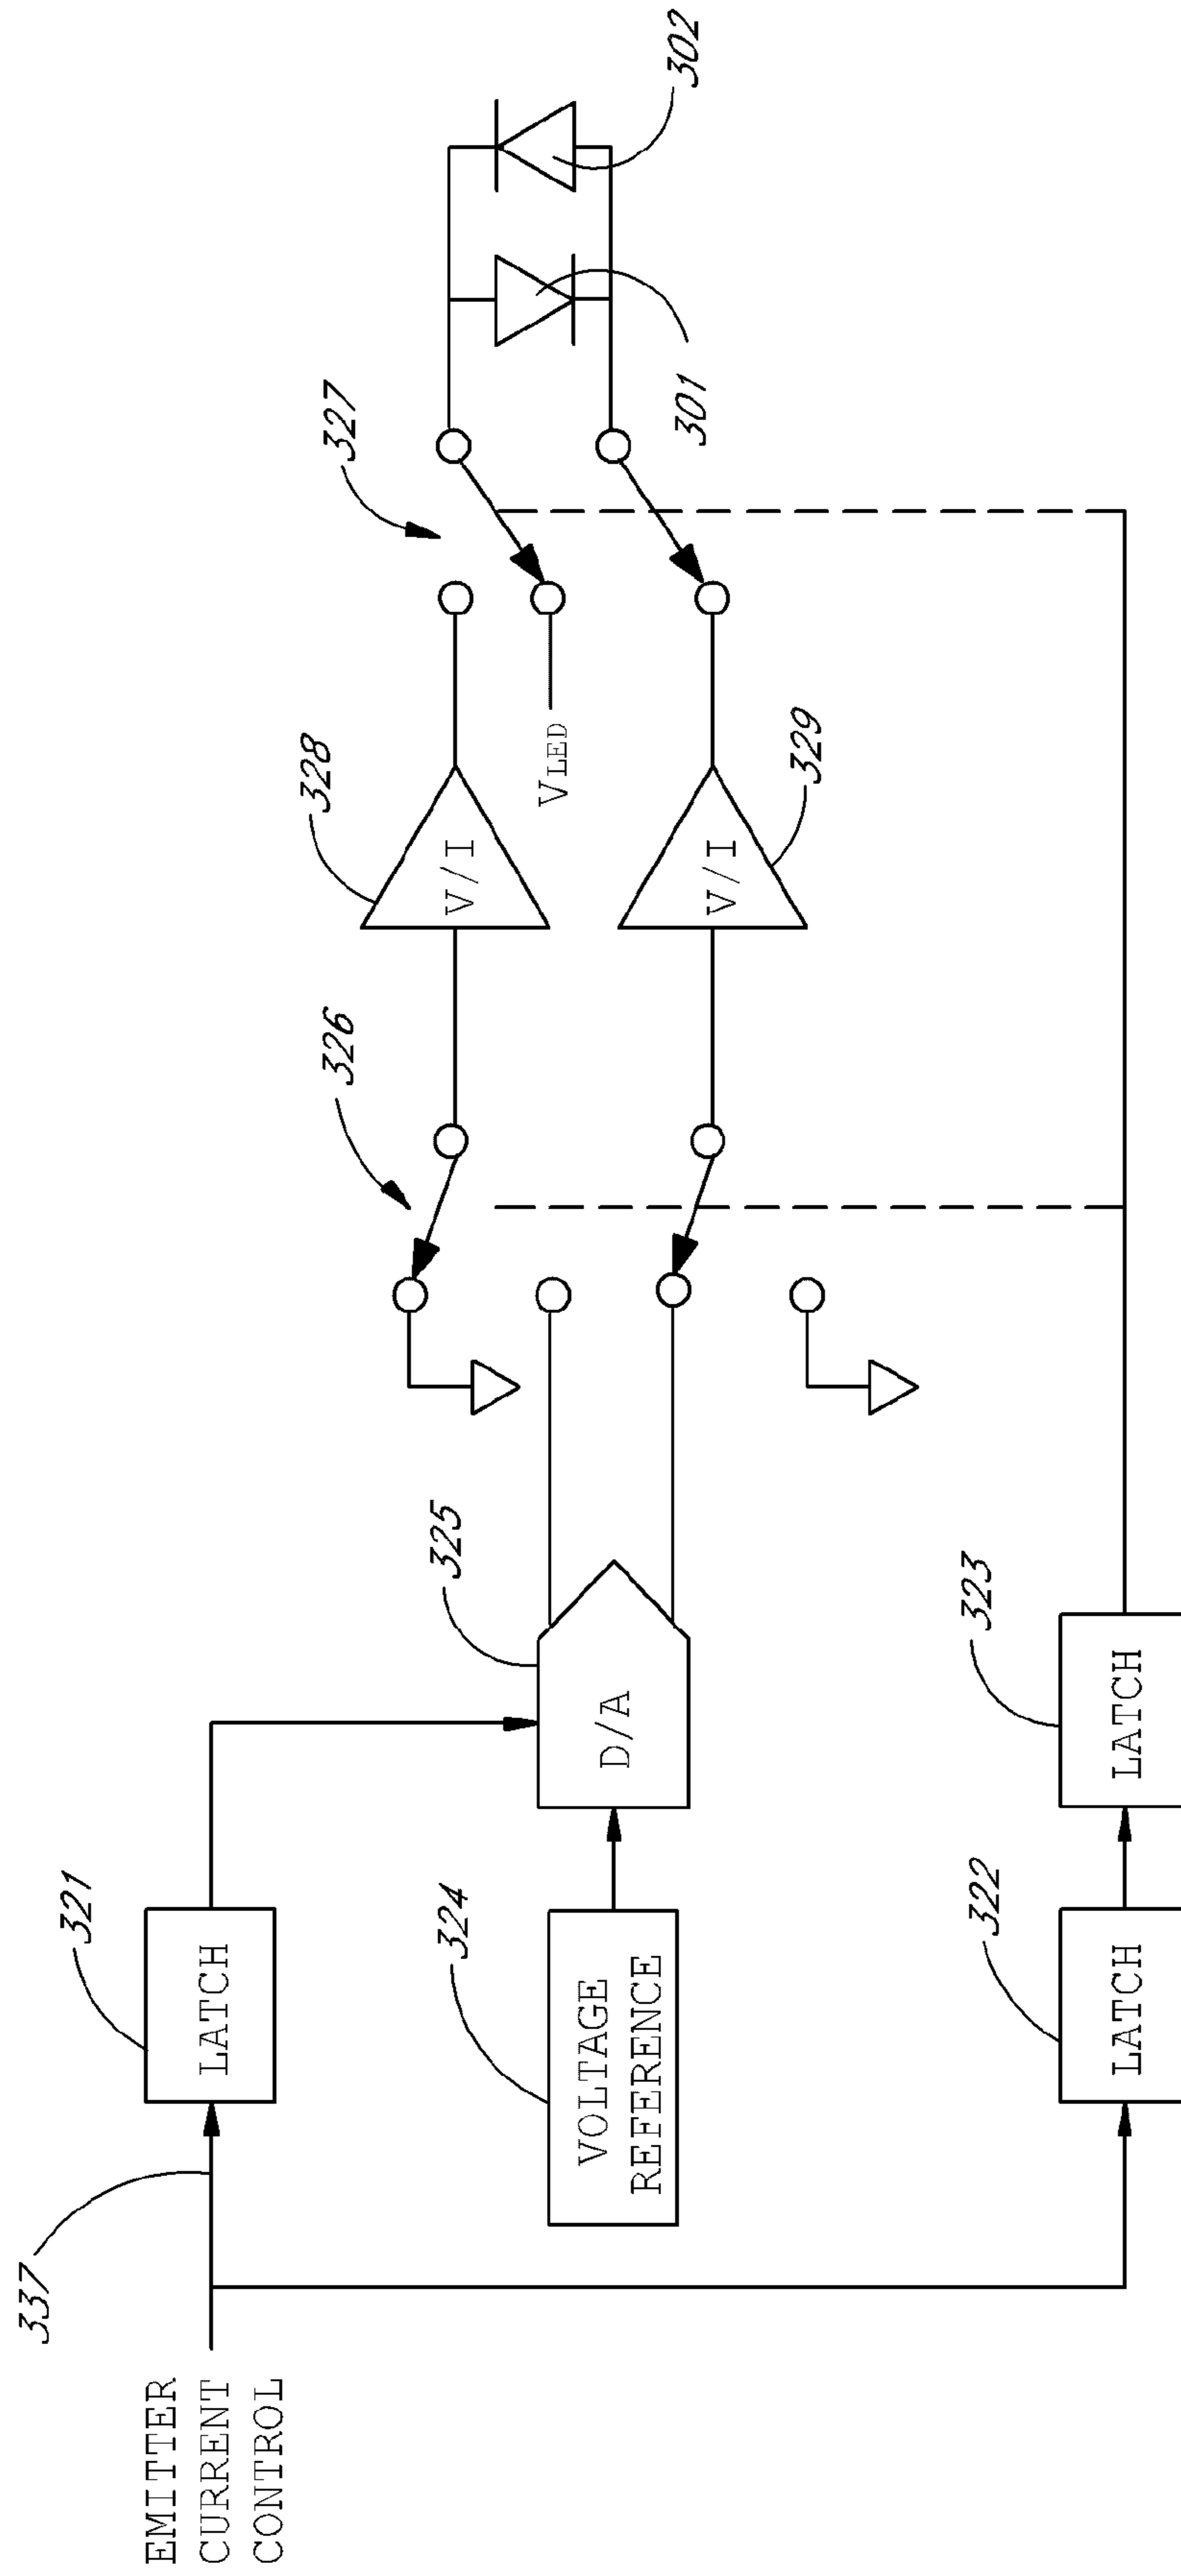 EMITTER
CURRENT
CONTROL
337
LATCH
321
VOLTAGE
REFERENCE
324
D/A
325
LATCH
322
LATCH
323
326
V/I
328
V/I
329
VLED
327
301
302